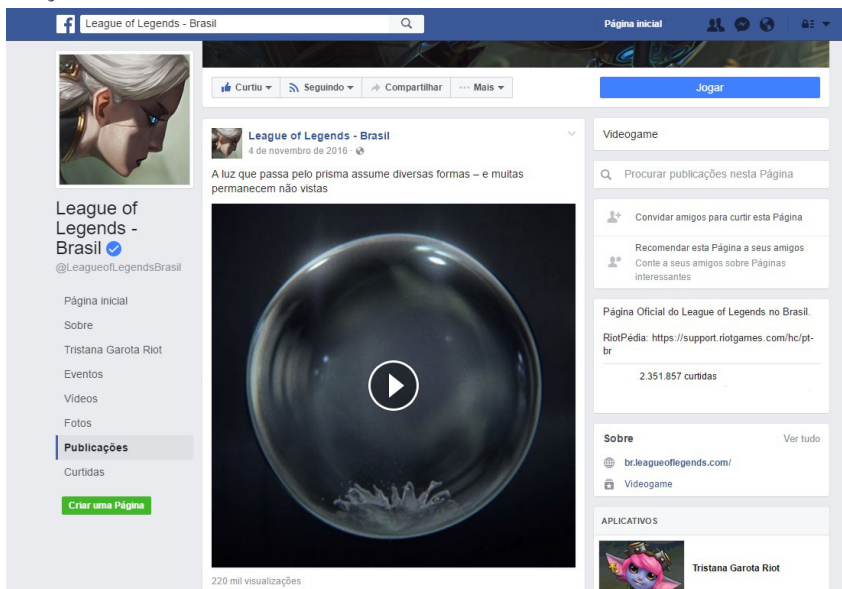 League of Legends - Brasil
Página inicial
League of
Legends -
Brasil
@LeagueofLegendsBrasil
Página inicial
Sobre
Tristana Garota Riot
Eventos
Vídeos
Fotos
Publicações
Curtidas
Criar uma Página
Curtiu
Seguindo
Compartilhar
Mais
League of Legends - Brasil
4 de novembro de 2016
A luz que passa pelo prisma assume diversas formas – e muitas
permanecem não vistas
220 mil visualizações
Jogar
Videogame
Procurar publicações nesta Página
Convidar amigos para curtir esta Página
Recomendar esta Página a seus amigos
Conte a seus amigos sobre Páginas
interessantes
Página Oficial do League of Legends no Brasil.
RiotPédia: https://support.riotgames.com/hc/pt-
br
2.351.857 curtidas
Sobre
Ver tudo
br.leagueoflegends.com/
Videogame
APLICATIVOS
Tristana Garota Riot